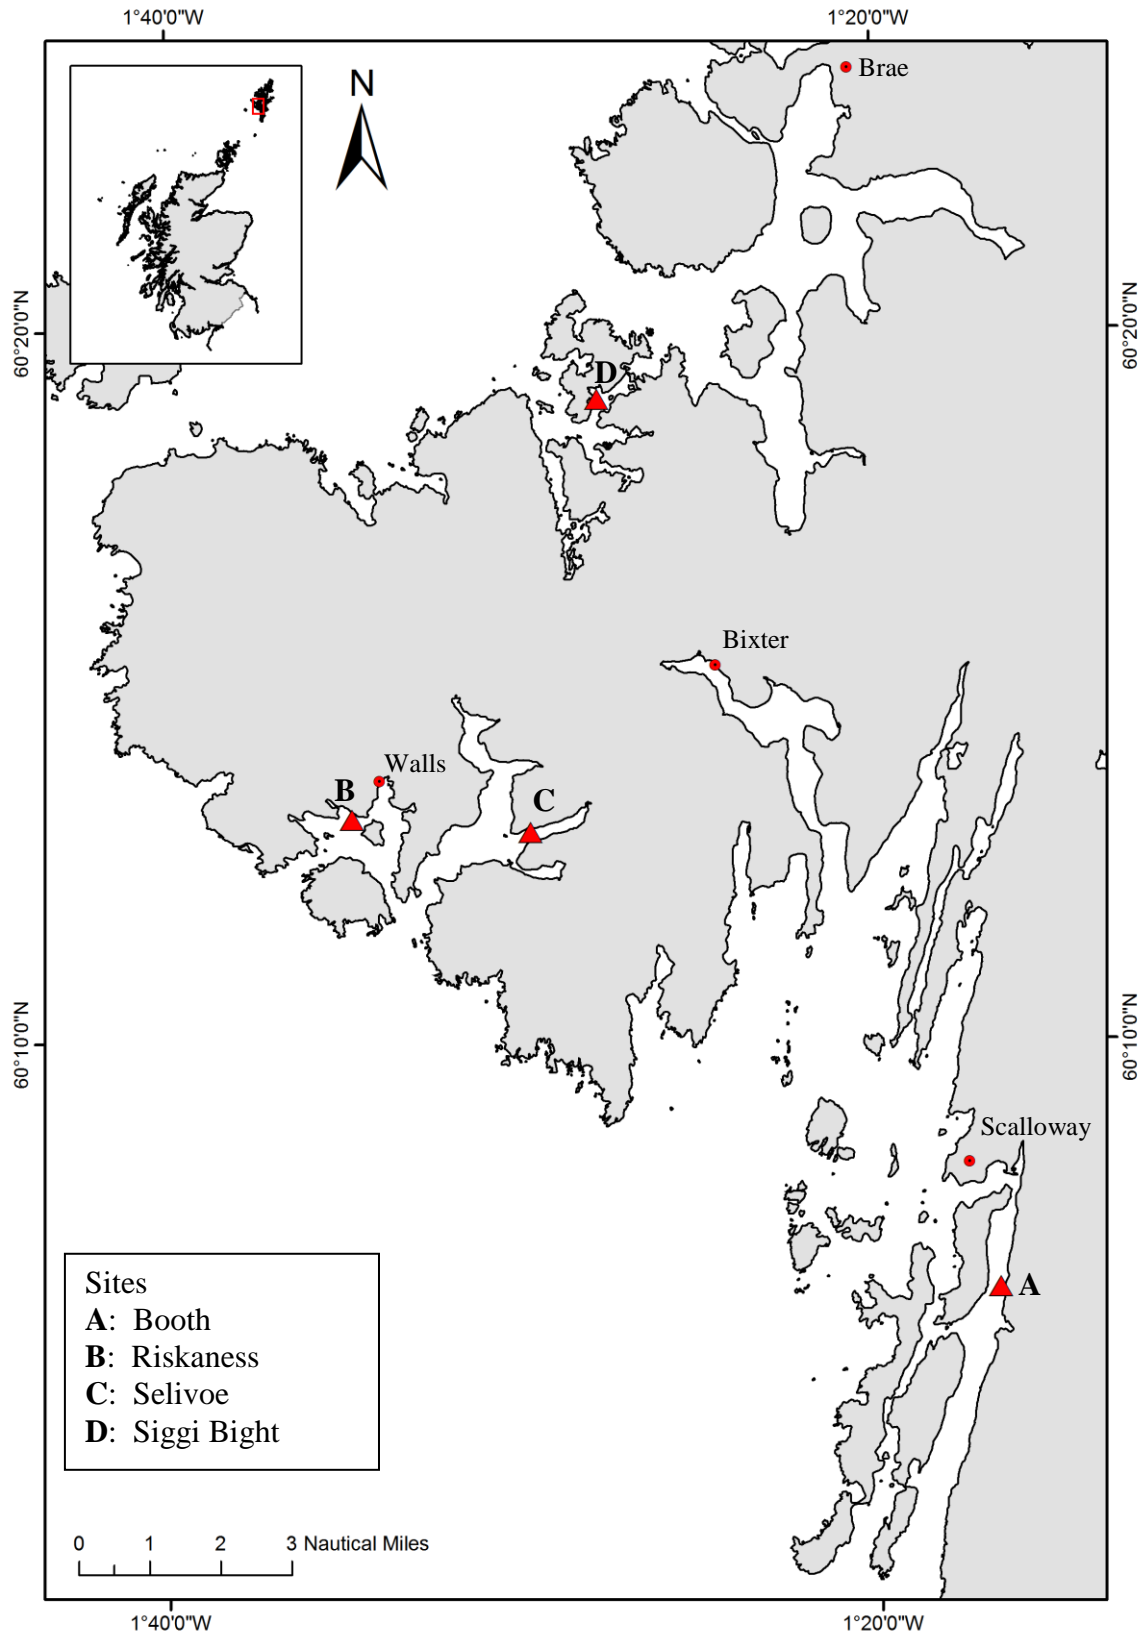 1°40'0"W
1°20'0"W
N
Brae
60°20'0"N
60°20'0"N
D
Bixter
Walls
B
C
60°10'0"N
60°10'0"N
Scalloway
A
Sites
A: Booth
B: Riskaness
C: Selivoe
D: Siggi Bight
0 1 2 3 Nautical Miles
1°40'0"W
1°20'0"W